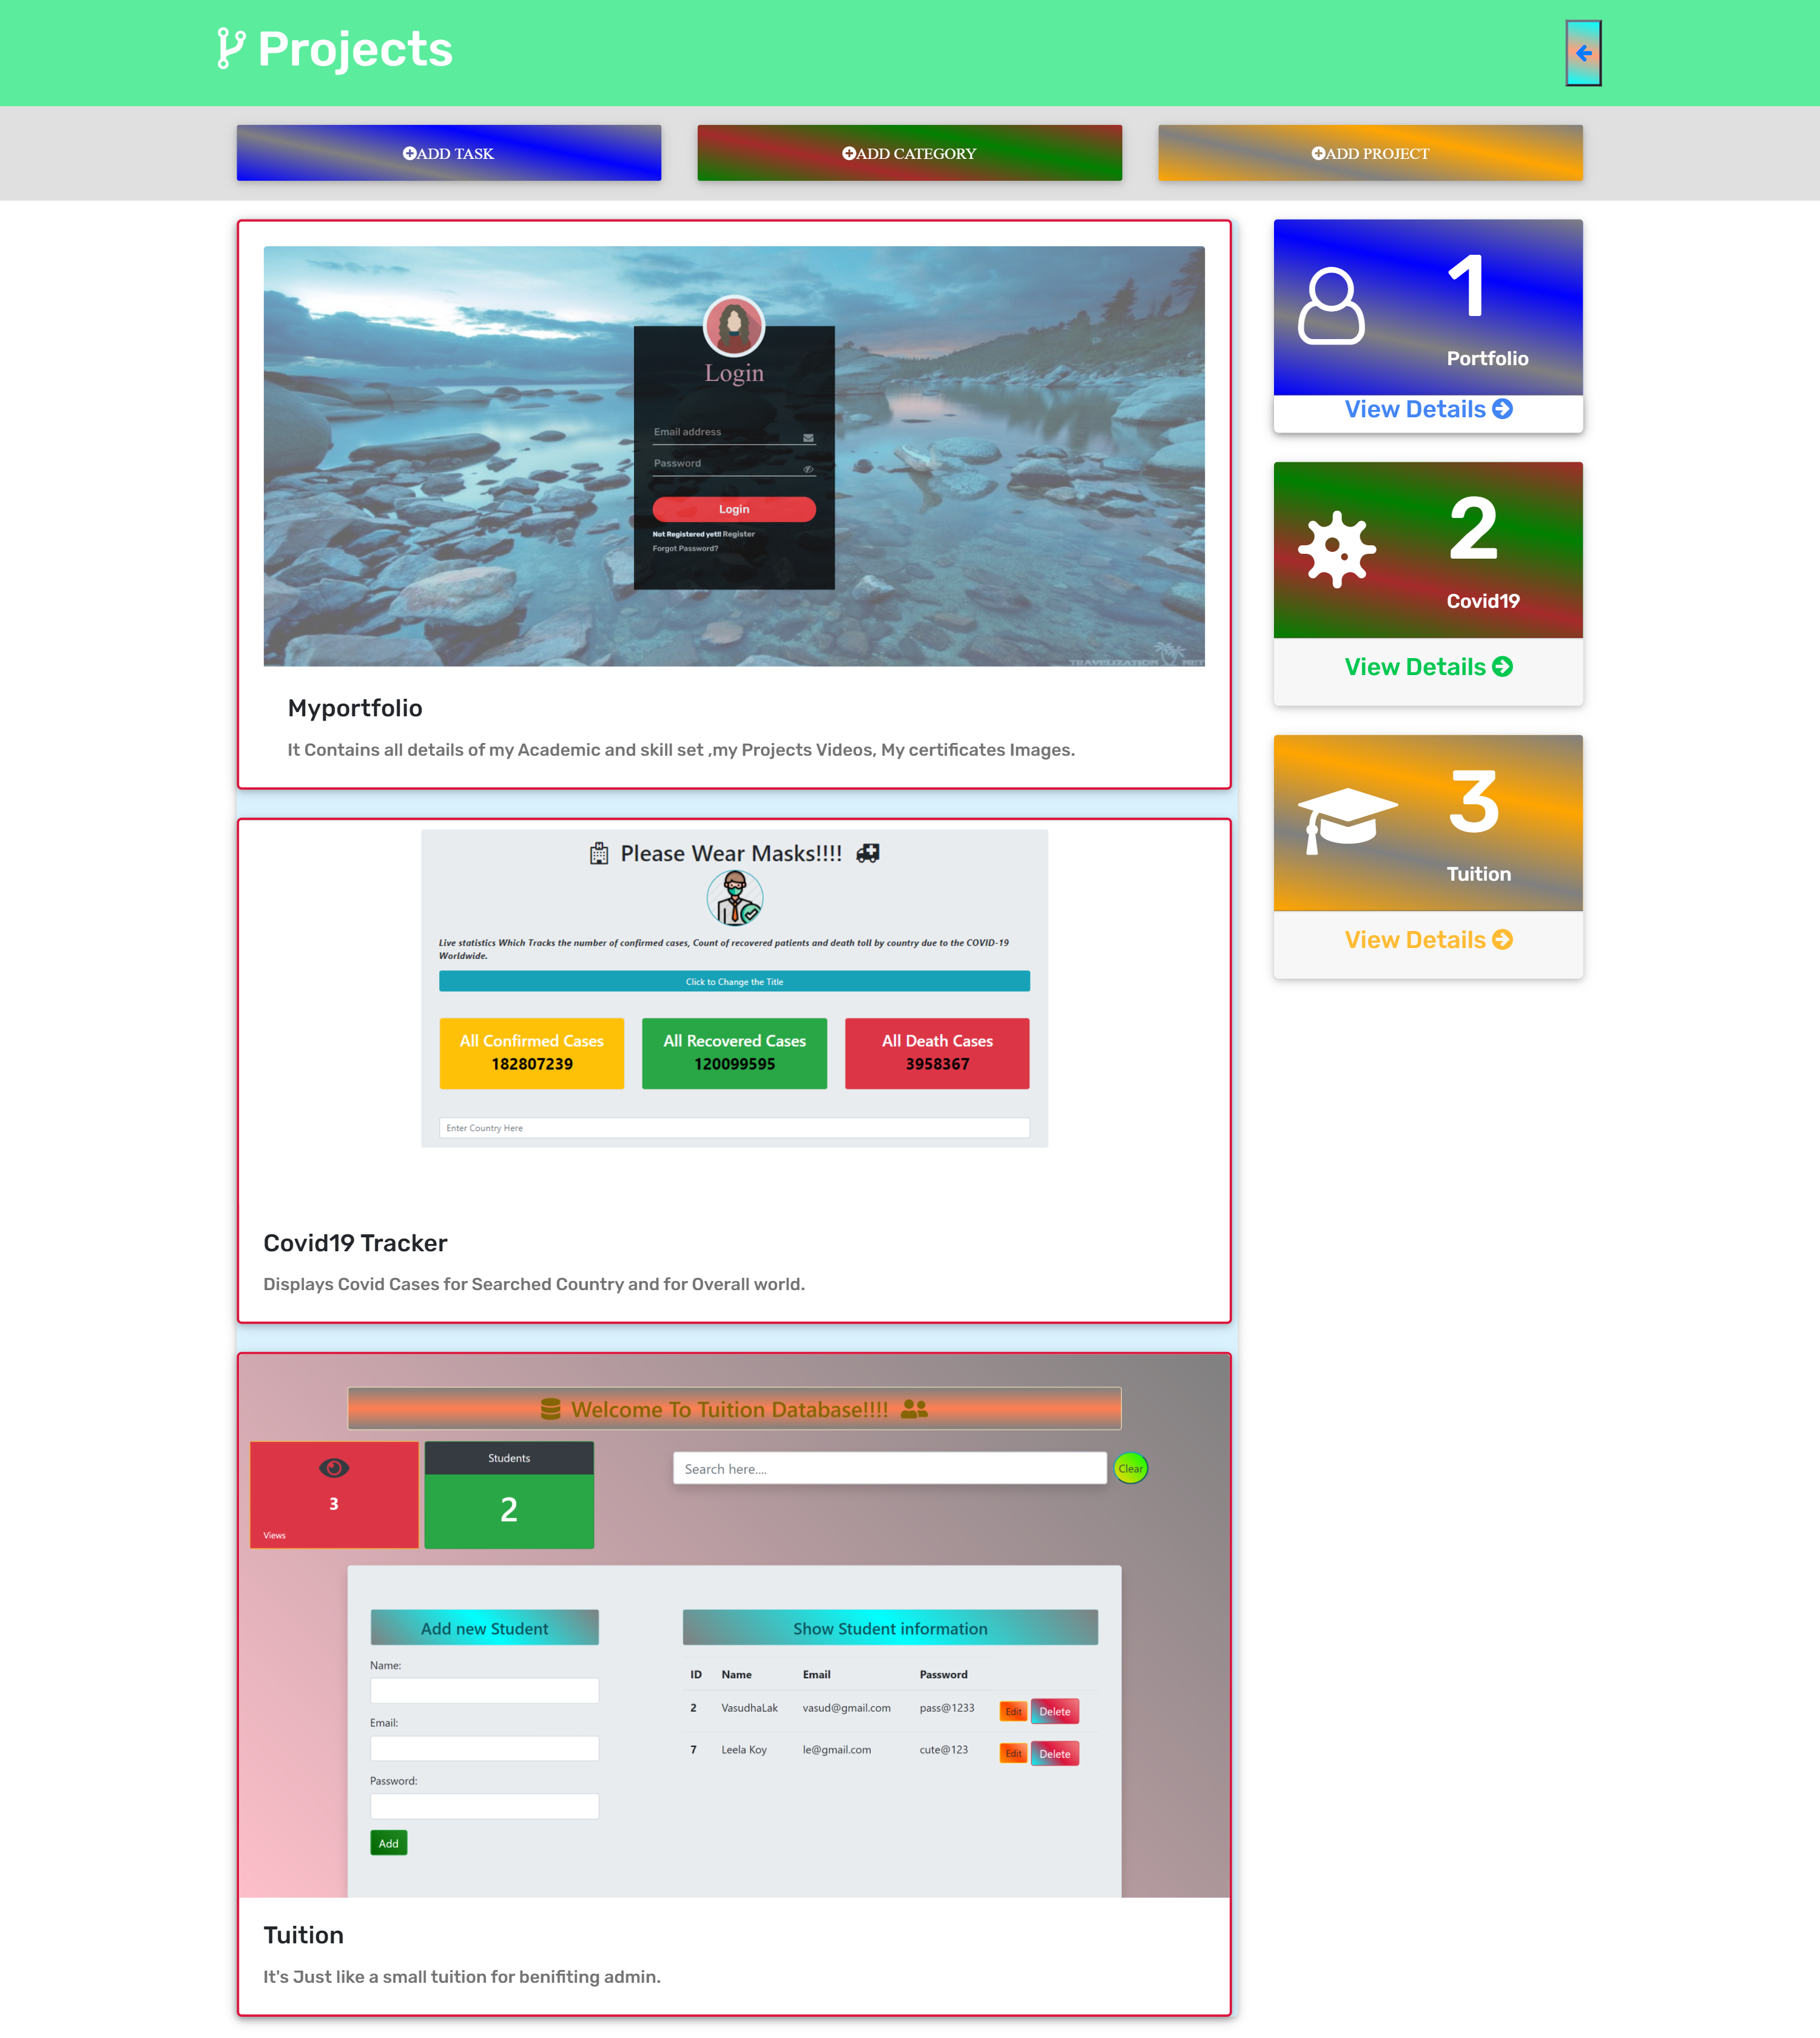 Projects
ADD TASK
ADD CATEGORY
ADD PROJECT
Login
Email address
Password
Login
Not Registered yet!! Register
Forgot Password?
TRAVELIZATION NET
Myportfolio
It Contains all details of my Academic and skill set ,my Projects Videos, My certificates Images.
1
Portfolio
View Details
2
Covid19
View Details
3
Tuition
View Details
Please Wear Masks!!!!
Live statistics Which Tracks the number of confirmed cases, Count of recovered patients and death toll by country due to the COVID-19
Worldwide.
Click to Change the Title
All Confirmed Cases
182807239
All Recovered Cases
120099595
All Death Cases
3958367
Enter Country Here
Covid19 Tracker
Displays Covid Cases for Searched Country and for Overall world.
Welcome To Tuition Database!!!!
3
Views
Students
2
Search here....
Clear
Add new Student
Name:
Email:
Password:
Add
Show Student information
ID Name Email Password
2 VasudhaLak vasud@gmail.com pass@1233 Edit Delete
7 Leela Koy le@gmail.com cute@123 Edit Delete
Tuition
It's Just like a small tuition for benifiting admin.